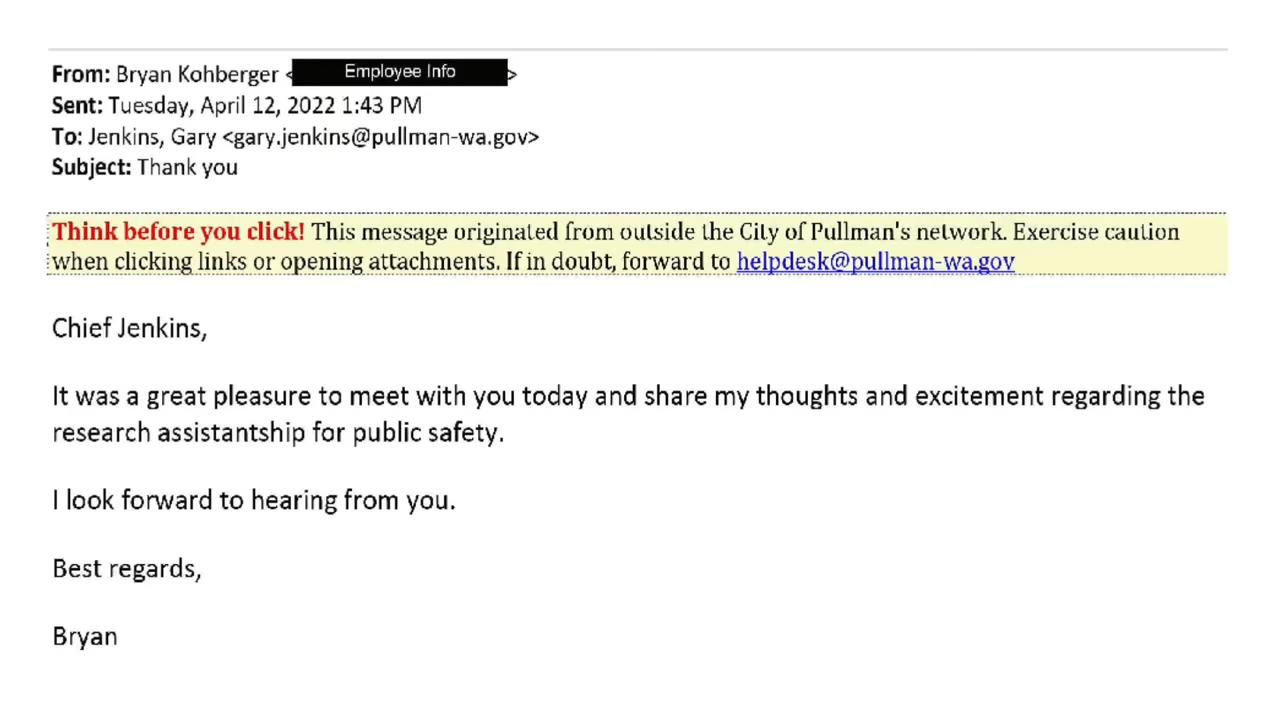 From: Bryan Kohberger <Employee Info>
Sent: Tuesday, April 12, 2022 1:43 PM
To: Jenkins, Gary <gary.jenkins@pullman-wa.gov>
Subject: Thank you
Think before you click! This message originated from outside the City of Pullman's network. Exercise caution
when clicking links or opening attachments. If in doubt, forward to helpdesk@pullman-wa.gov
Chief Jenkins,
It was a great pleasure to meet with you today and share my thoughts and excitement regarding the
research assistantship for public safety.
I look forward to hearing from you.
Best regards,
Bryan